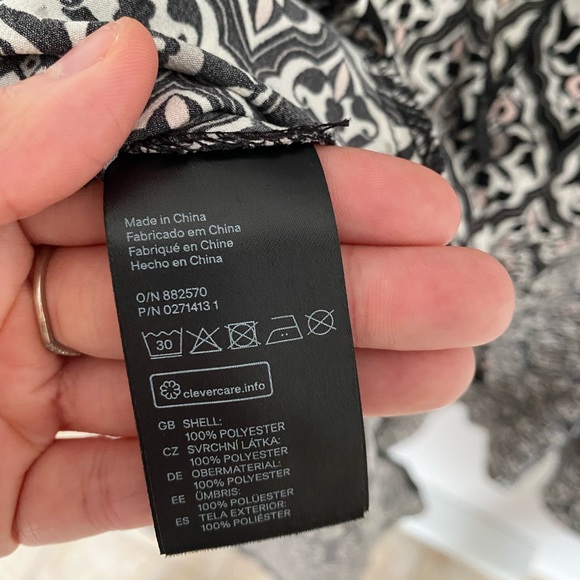 Made in China
Fabricado em China
Fabriqué en Chine
Hecho en China
O/N 882570
P/N 0271413 1
30
clevercare.info
GB SHELL:
100% POLYESTER
CZ SVRCHNÍ LÁTKA:
100% POLYESTER
DE OBERMATERIAL:
100% POLYESTER
EE ÜMBRIS:
100% POLÜESTER
ES TELA EXTERIOR:
100% POLIÉSTER